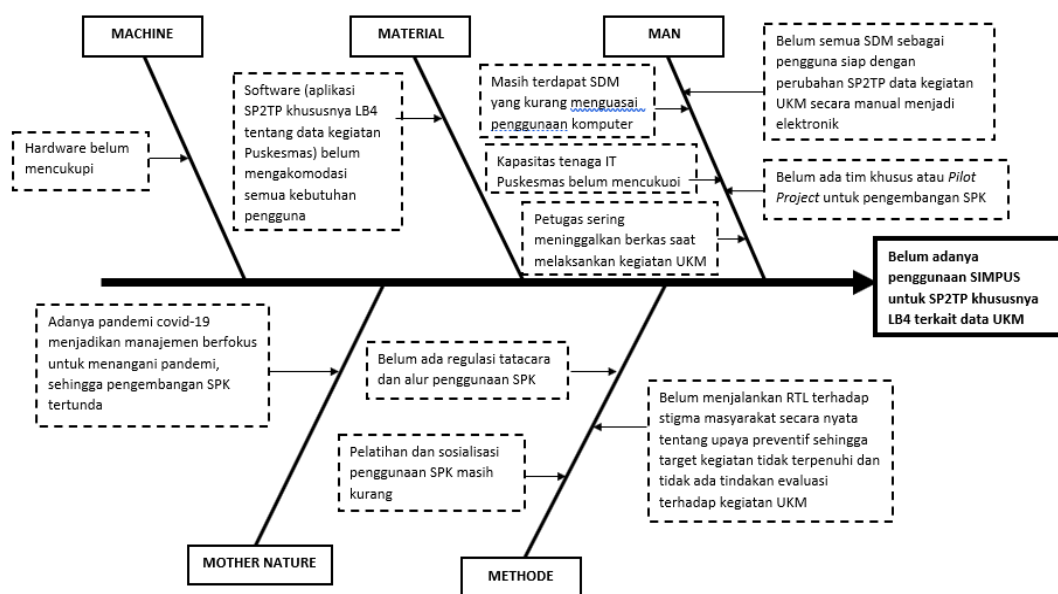 MACHINE
MATERIAL
MAN
Hardware belum
mencukupi
Software (aplikasi
SP2TP khususnya LB4
tentang data kegiatan
Puskesmas) belum
mengakomodasi
semua kebutuhan
pengguna
Masih terdapat SDM
yang kurang menguasai
penggunaan komputer
Kapasitas tenaga IT
Puskesmas belum mencukupi
Petugas sering
meninggalkan berkas saat
melaksankan kegiatan UKM
Belum semua SDM sebagai
pengguna siap dengan
perubahan SP2TP data kegiatan
UKM secara manual menjadi
elektronik
Belum ada tim khusus atau Pilot
Project untuk pengembangan SPK
Belum adanya
penggunaan SIMPUS
untuk SP2TP khususnya
LB4 terkait data UKM
Adanya pandemi covid-19
menjadikan manajemen berfokus
untuk menangani pandemi,
sehingga pengembangan SPK
tertunda
Belum ada regulasi tatacara
dan alur penggunaan SPK
Pelatihan dan sosialisasi
penggunaan SPK masih
kurang
Belum menjalankan RTL terhadap
stigma masyarakat secara nyata
tentang upaya preventif sehingga
target kegiatan tidak terpenuhi dan
tidak ada tindakan evaluasi
terhadap kegiatan UKM
MOTHER NATURE
METHODE